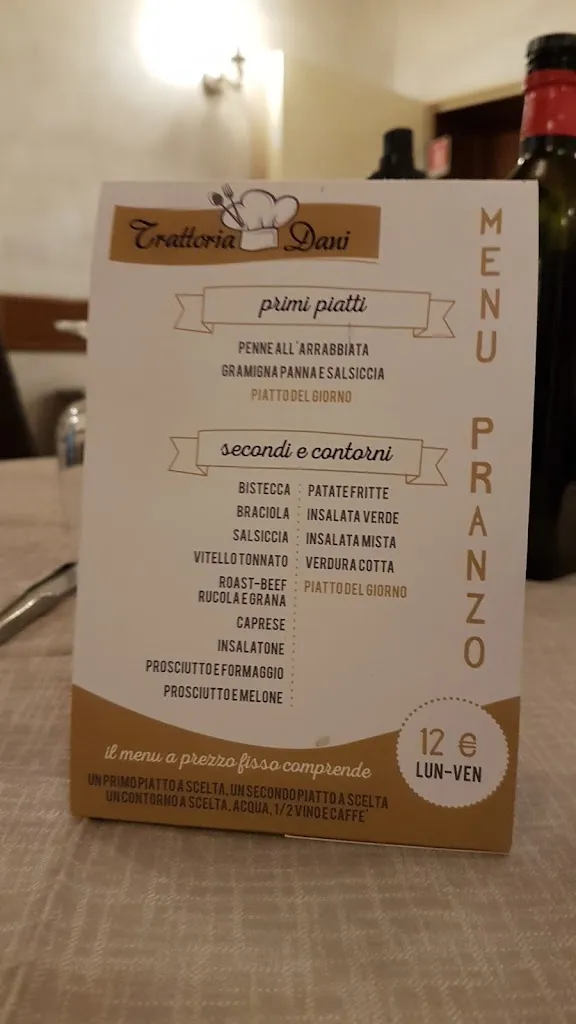 Trattoria Dani
MENU PRANZO
primi piatti
PENNE ALL'ARRABBIATA
GRAMIGNA PANNA E SALSICCIA
PIATTO DEL GIORNO
secondi e contorni
BISTECCA
BRACIOLA
SALSICCIA
VITELLO TONNATO
ROAST-BEEF
RUCOLA E GRANA
CAPRESE
INSALATONE
PROSCIUTTO E FORMAGGIO
PROSCIUTTO E MELONE
PATATE FRITTE
INSALATA VERDE
INSALATA MISTA
VERDURA COTTA
PIATTO DEL GIORNO
12 €
LUN-VEN
il menu a prezzo fisso comprende
UN PRIMO PIATTO A SCELTA, UN SECONDO PIATTO A SCELTA
UN CONTORNO A SCELTA, ACQUA, 1/2 VINO E CAFFE'